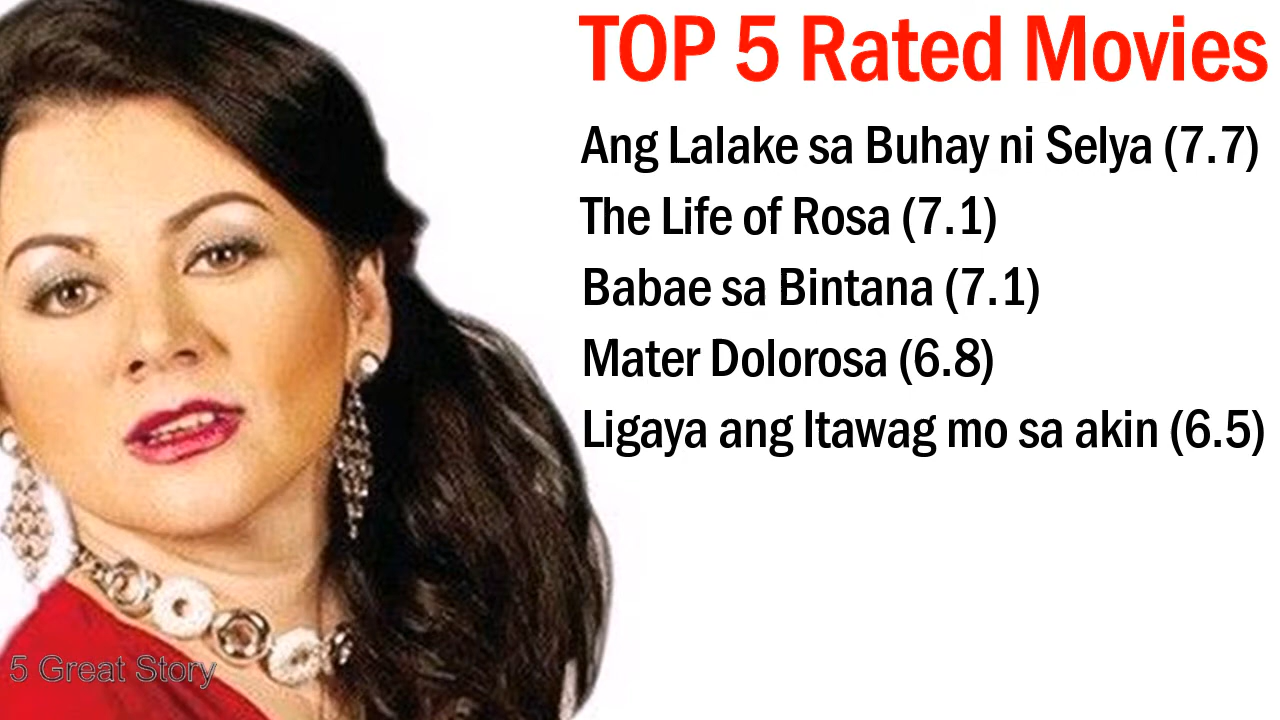 TOP 5 Rated Movies
Ang Lalake sa Buhay ni Selya (7.7)
The Life of Rosa (7.1)
Babae sa Bintana (7.1)
Mater Dolorosa (6.8)
Ligaya ang Itawag mo sa akin (6.5)
5 Great Story